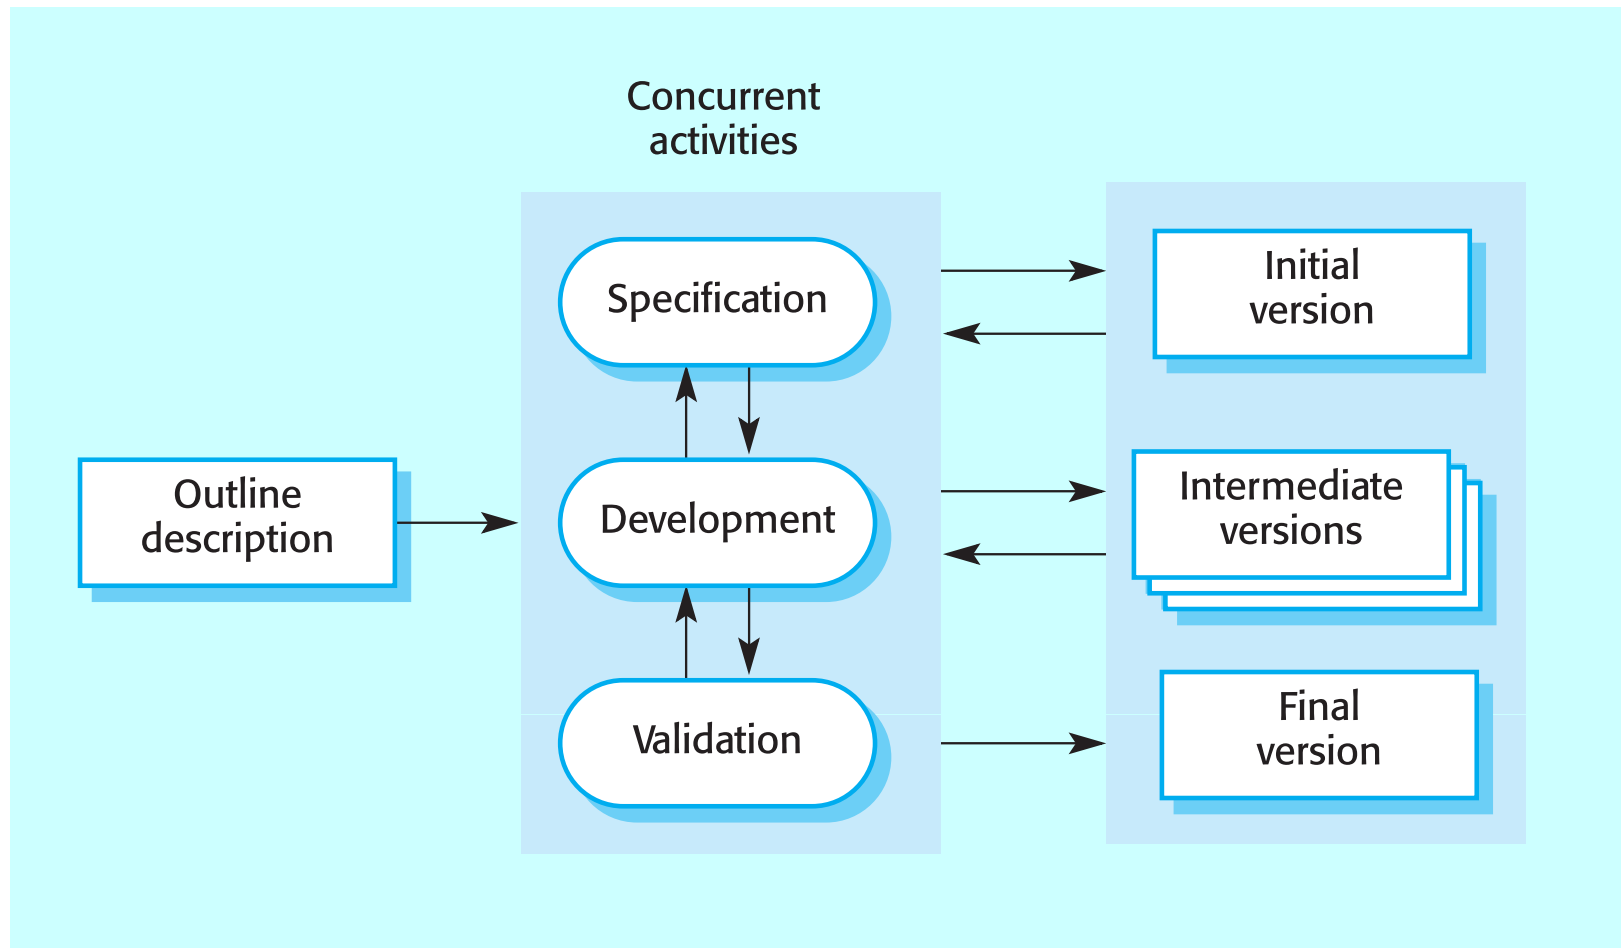 Concurrent
activities
Specification
Initial
version
Outline
description
Development
Intermediate
versions
Validation
Final
version